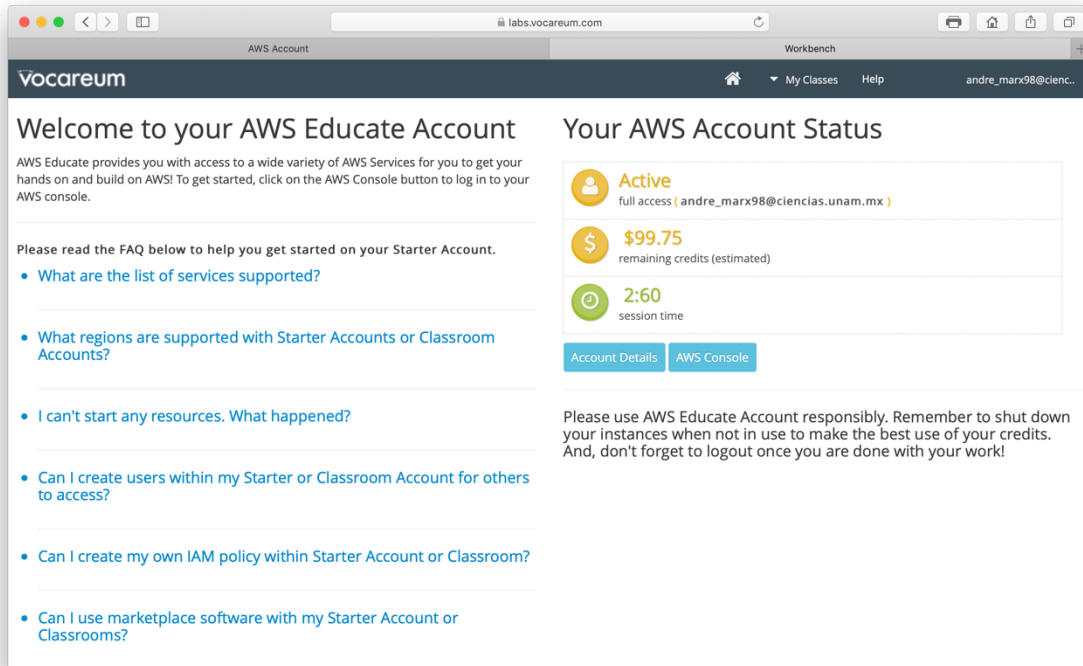 labs.vocareum.com
AWS Account
Workbench
vocareum
My Classes
Help
andre_marx98@cienc..
Welcome to your AWS Educate Account
AWS Educate provides you with access to a wide variety of AWS Services for you to get your
hands on and build on AWS! To get started, click on the AWS Console button to log in to your
AWS console.
Please read the FAQ below to help you get started on your Starter Account.
What are the list of services supported?
What regions are supported with Starter Accounts or Classroom
Accounts?
I can't start any resources. What happened?
Can I create users within my Starter or Classroom Account for others
to access?
Can I create my own IAM policy within Starter Account or Classroom?
Can I use marketplace software with my Starter Account or
Classrooms?
Your AWS Account Status
Active
full access ( andre_marx98@ciencias.unam.mx )
$99.75
remaining credits (estimated)
2:60
session time
Account Details
AWS Console
Please use AWS Educate Account responsibly. Remember to shut down
your instances when not in use to make the best use of your credits.
And, don't forget to logout once you are done with your work!